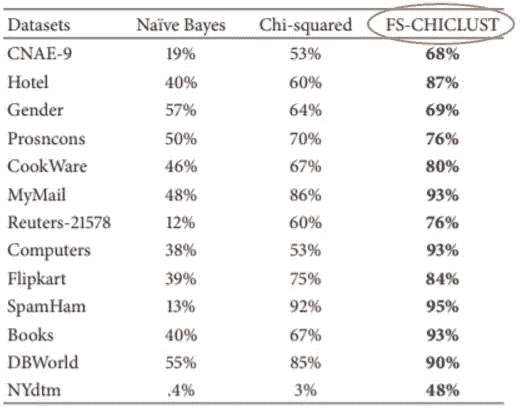 Datasets Naïve Bayes Chi-squared FS-CHICLUST
CNAE-9 19% 53% 68%
Hotel 40% 60% 87%
Gender 57% 64% 69%
Prosncons 50% 70% 76%
CookWare 46% 67% 80%
MyMail 48% 86% 93%
Reuters-21578 12% 60% 76%
Computers 38% 53% 93%
Flipkart 39% 75% 84%
SpamHam 13% 92% 95%
Books 40% 67% 93%
DBWorld 55% 85% 90%
NYdtm .4% 3% 48%